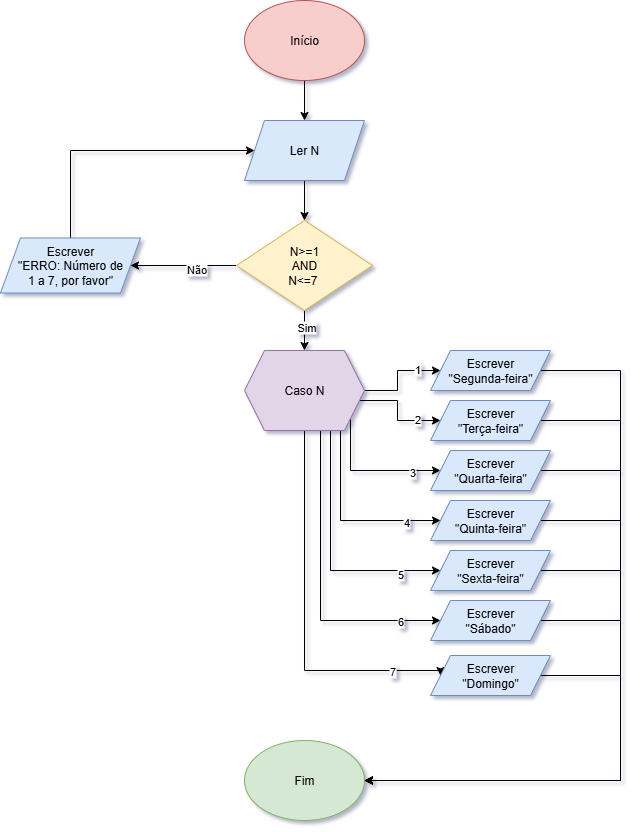 Início
Ler N
Escrever
"ERRO: Número de
1 a 7, por favor"
Não
N>=1
AND
N<=7
Sim
Caso N
1
Escrever
"Segunda-feira"
2
Escrever
"Terça-feira"
3
Escrever
"Quarta-feira"
4
Escrever
"Quinta-feira"
5
Escrever
"Sexta-feira"
6
Escrever
"Sábado"
7
Escrever
"Domingo"
Fim